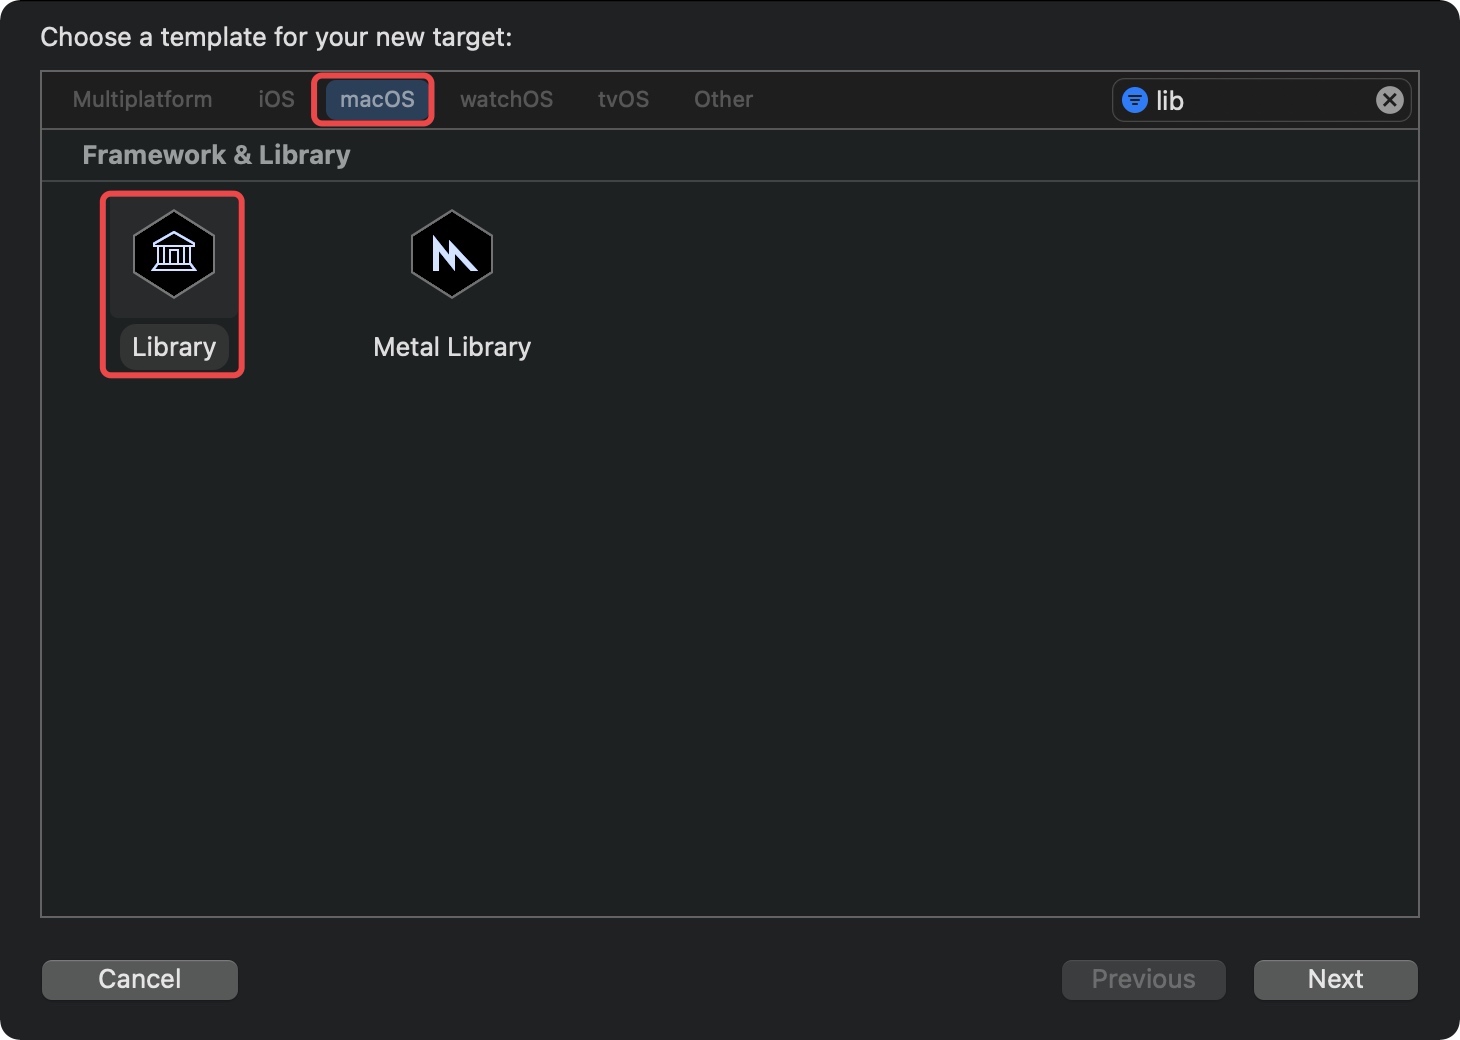 Choose a template for your new target:
Multiplatform iOS macOS watchOS tvOS Other lib
Framework & Library
Library Metal Library
Cancel Previous Next